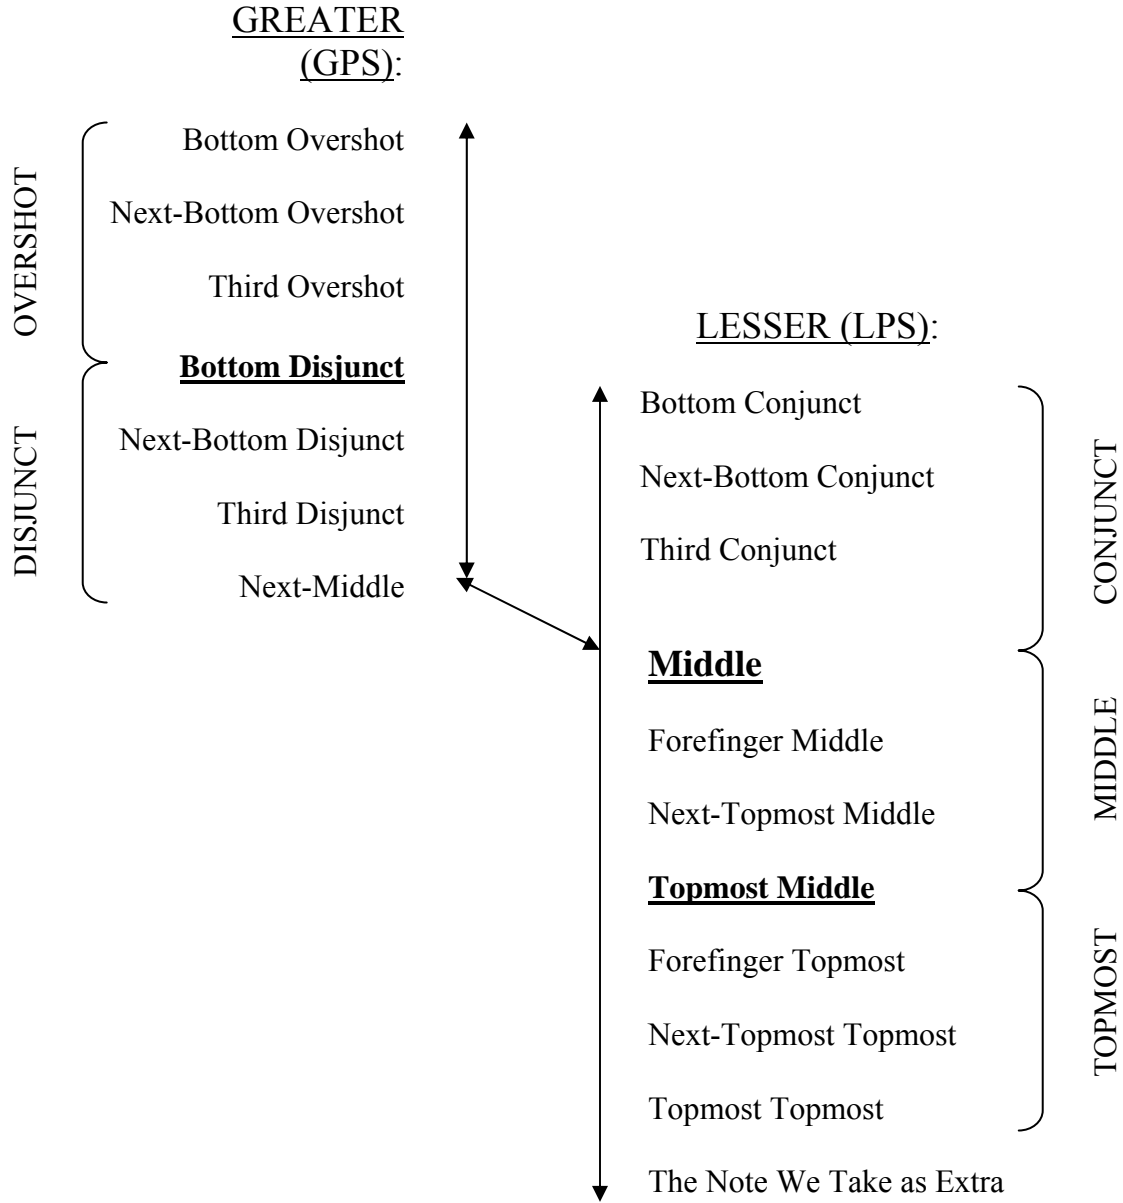 GREATER
(GPS):
OVERSHOT
Bottom Overshot
Next-Bottom Overshot
Third Overshot
Bottom Disjunct
DISJUNCT
Next-Bottom Disjunct
Third Disjunct
Next-Middle
LESSER (LPS):
Bottom Conjunct
Next-Bottom Conjunct
Third Conjunct
CONJUNCT
Middle
Forefinger Middle
Next-Topmost Middle
MIDDLE
Topmost Middle
Forefinger Topmost
Next-Topmost Topmost
Topmost Topmost
TOPMOST
The Note We Take as Extra